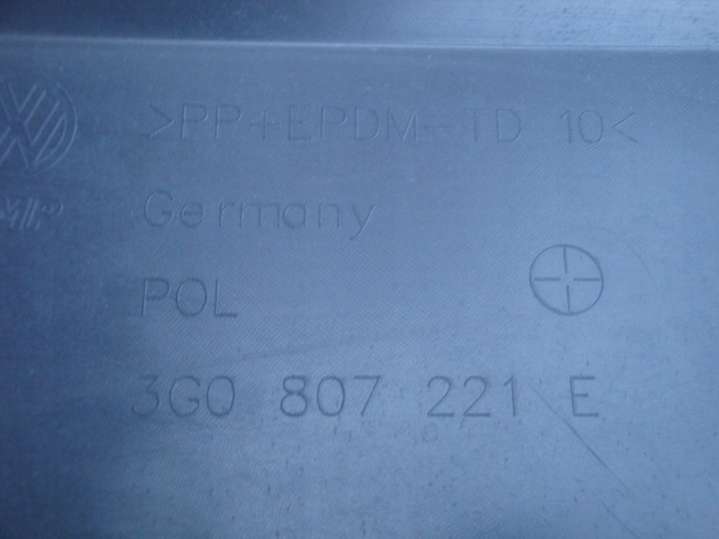 >PP+EPDM-TD 10<
Germany
POL
3G0 807 221 E